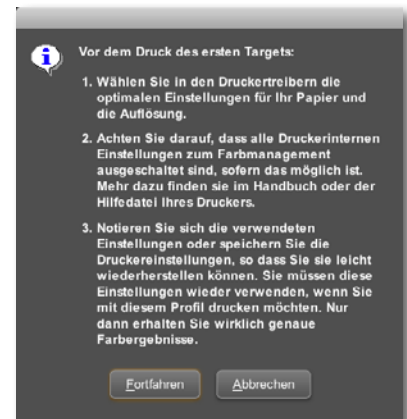 Vor dem Druck des ersten Targets:
1. Wählen Sie in den Druckertreibern die
optimalen Einstellungen für Ihr Papier und
die Auflösung.
2. Achten Sie darauf, dass alle Druckerinternen
Einstellungen zum Farbmanagement
ausgeschaltet sind, sofern das möglich ist.
Mehr dazu finden sie im Handbuch oder der
Hilfedatei Ihres Druckers.
3. Notieren Sie sich die verwendeten
Einstellungen oder speichern Sie die
Druckereinstellungen, so dass Sie sie leicht
wiederherstellen können. Sie müssen diese
Einstellungen wieder verwenden, wenn Sie
mit diesem Profil drucken möchten. Nur
dann erhalten Sie wirklich genaue
Farbergebnisse.
Fortfahren Abbrechen